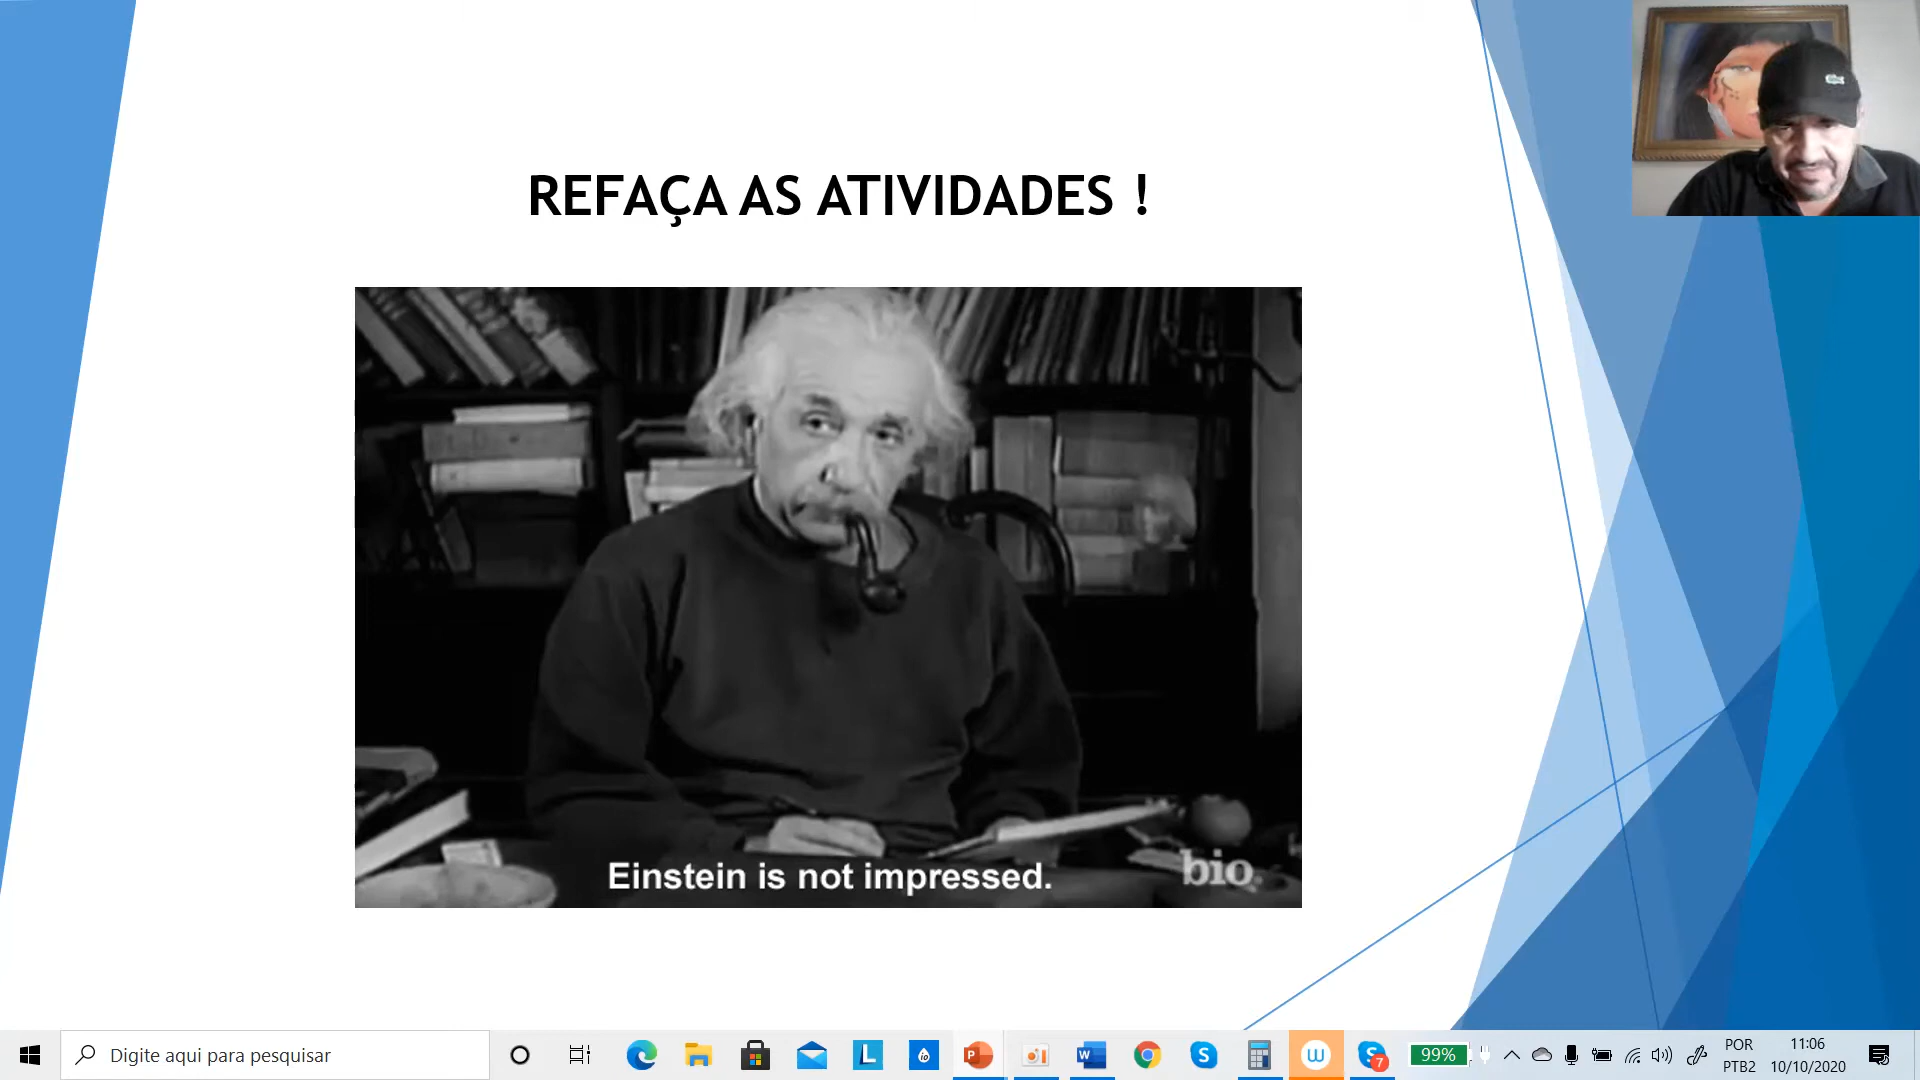 REFAÇA AS ATIVIDADES !
Einstein is not impressed.
bio.
Digite aqui para pesquisar
L
P
W
S
W
S
7
99%
POR
PTB2
11:06
10/10/2020